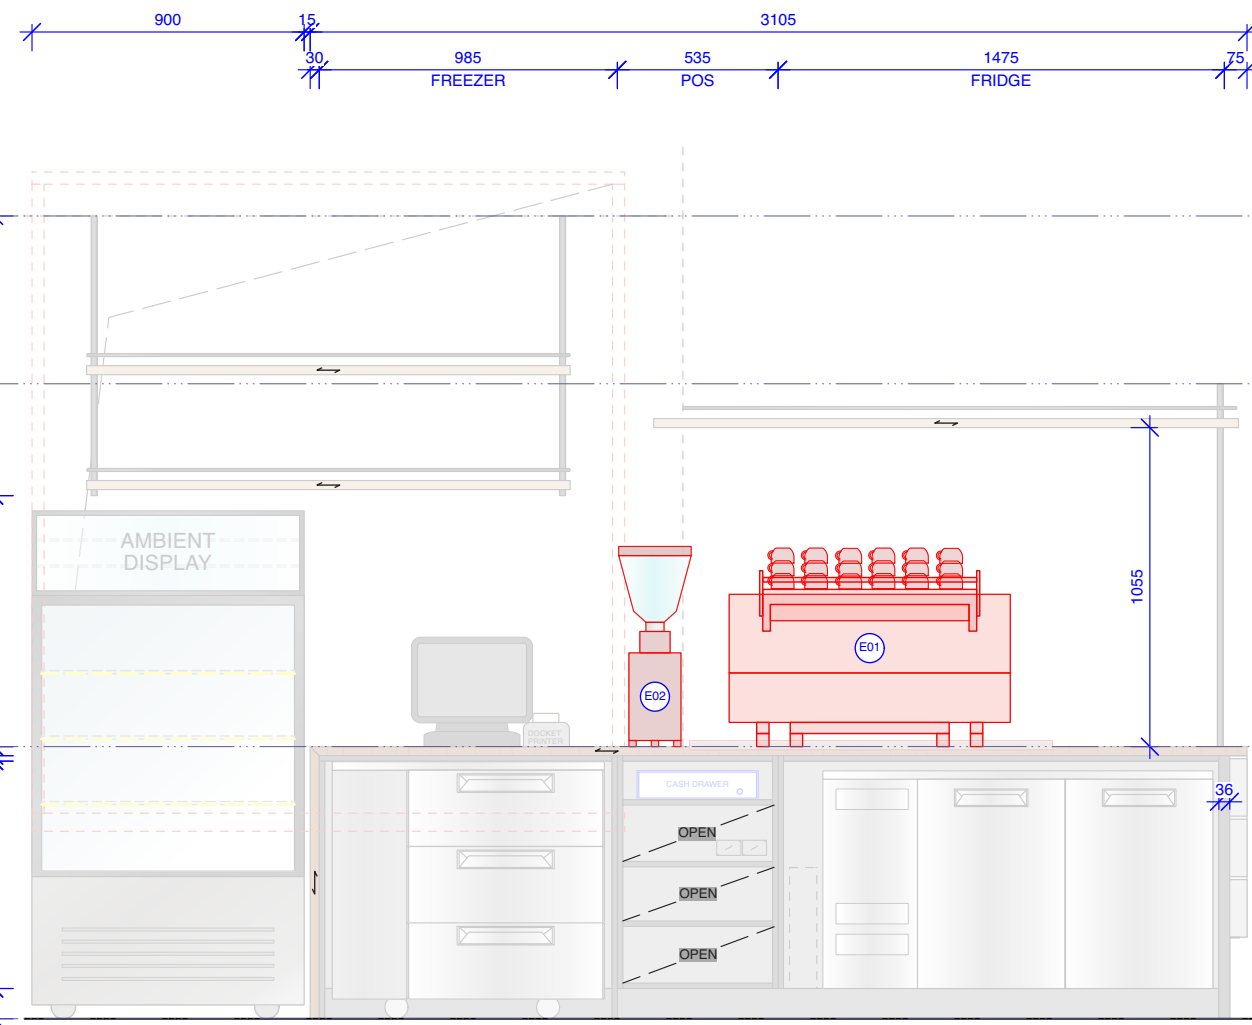 900
15
3105
30
985
535
1475
75
FREEZER
POS
FRIDGE
AMBIENT
DISPLAY
1055
E01
E02
DOCKET
PRINTER
CASH DRAWER
36
OPEN
OPEN
OPEN